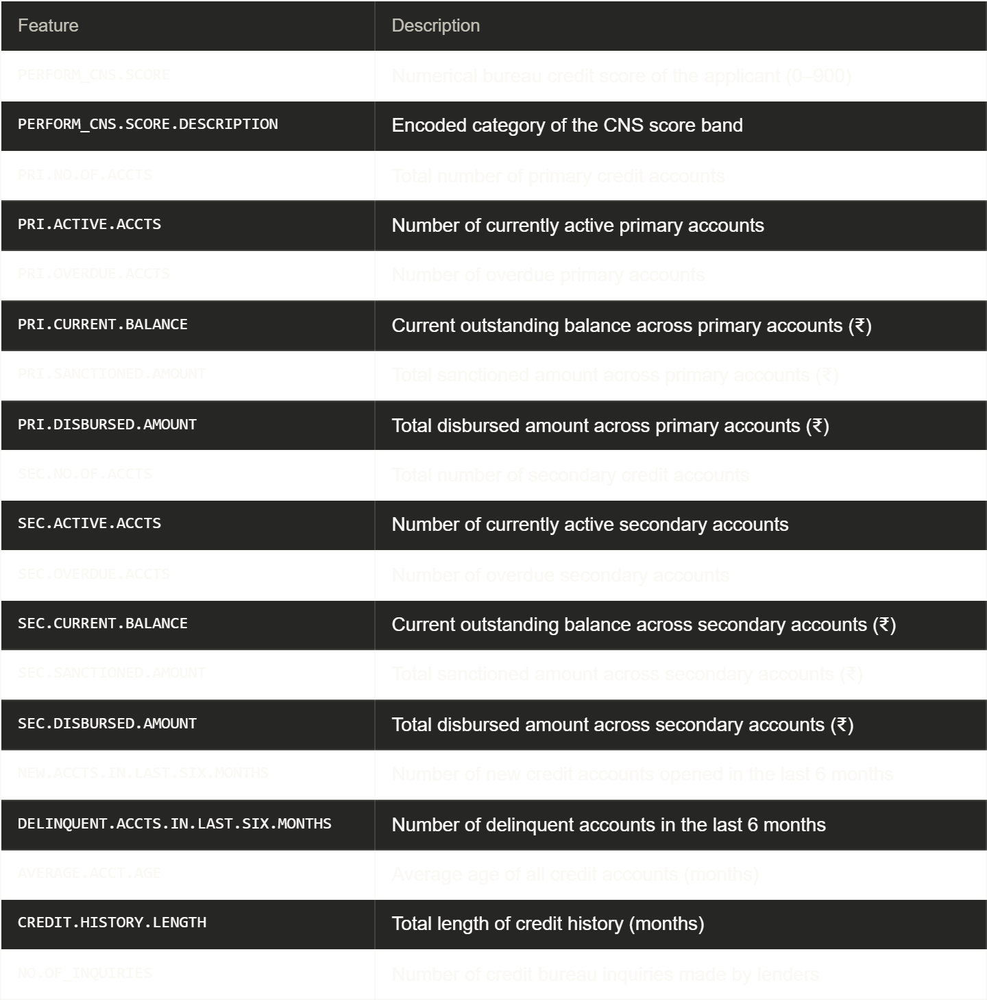 Feature Description
PERFORM_CNS.SCORE Numerical bureau credit score of the applicant (0–900)
PERFORM_CNS.SCORE.DESCRIPTION Encoded category of the CNS score band
PRI.NO.OF.ACCTS Total number of primary credit accounts
PRI.ACTIVE.ACCTS Number of currently active primary accounts
PRI.OVERDUE.ACCTS Number of overdue primary accounts
PRI.CURRENT.BALANCE Current outstanding balance across primary accounts (₹)
PRI.SANCTIONED.AMOUNT Total sanctioned amount across primary accounts (₹)
PRI.DISBURSED.AMOUNT Total disbursed amount across primary accounts (₹)
SEC.NO.OF.ACCTS Total number of secondary credit accounts
SEC.ACTIVE.ACCTS Number of currently active secondary accounts
SEC.OVERDUE.ACCTS Number of overdue secondary accounts
SEC.CURRENT.BALANCE Current outstanding balance across secondary accounts (₹)
SEC.SANCTIONED.AMOUNT Total sanctioned amount across secondary accounts (₹)
SEC.DISBURSED.AMOUNT Total disbursed amount across secondary accounts (₹)
NEW.ACCTS.IN.LAST.SIX.MONTHS Number of new credit accounts opened in the last 6 months
DELINQUENT.ACCTS.IN.LAST.SIX.MONTHS Number of delinquent accounts in the last 6 months
AVERAGE.ACCT.AGE Average age of all credit accounts (months)
CREDIT.HISTORY.LENGTH Total length of credit history (months)
NO.OF_INQUIRIES Number of credit bureau inquiries made by lenders